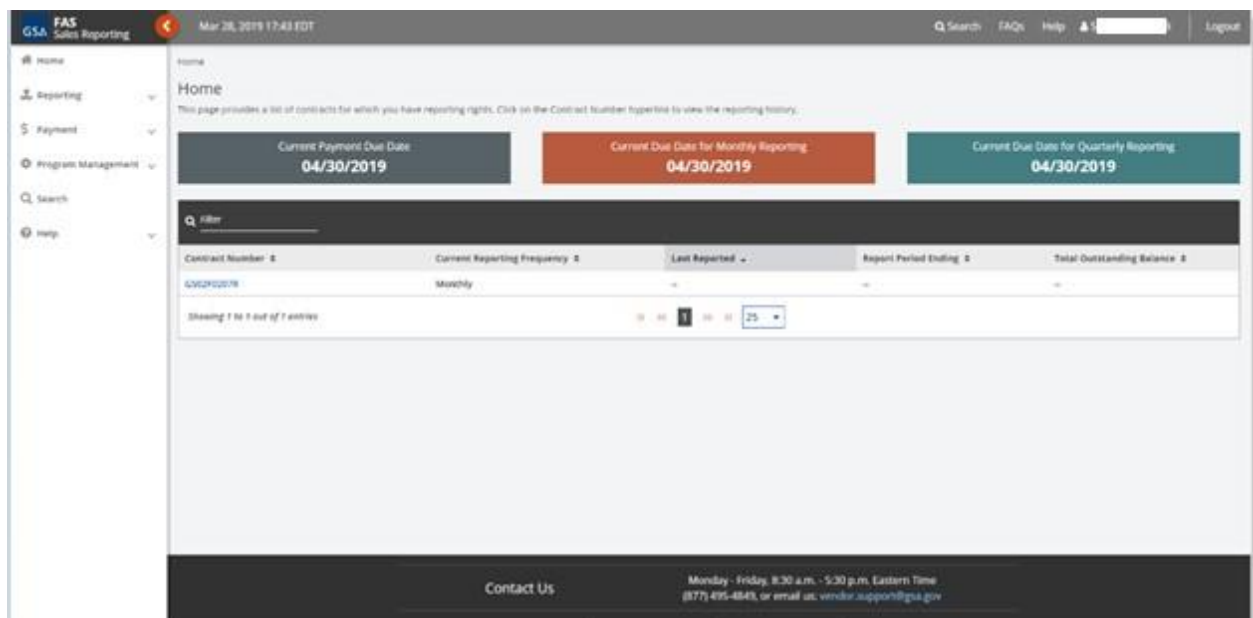 GSA FAS
Sales Reporting
Mar 28, 2019 17:43 EDT
Search FAQs Help Logout
Home
Reporting
Payment
Program Management
Search
Help
Home
Home
This page provides a list of contracts for which you have reporting rights. Click on the Contract Number hyperlink to view the reporting history.
Current Payment Due Date
04/30/2019
Current Due Date for Monthly Reporting
04/30/2019
Current Due Date for Quarterly Reporting
04/30/2019
Filter
Contract Number Current Reporting Frequency Last Reported Report Period Ending Total Outstanding Balance
Monthly
Showing 1 to 1 out of 1 entries 1 25
Contact Us
Monday - Friday, 8:30 a.m. - 5:30 p.m. Eastern Time
(877) 495-4849, or email us: vendor.support@gsa.gov